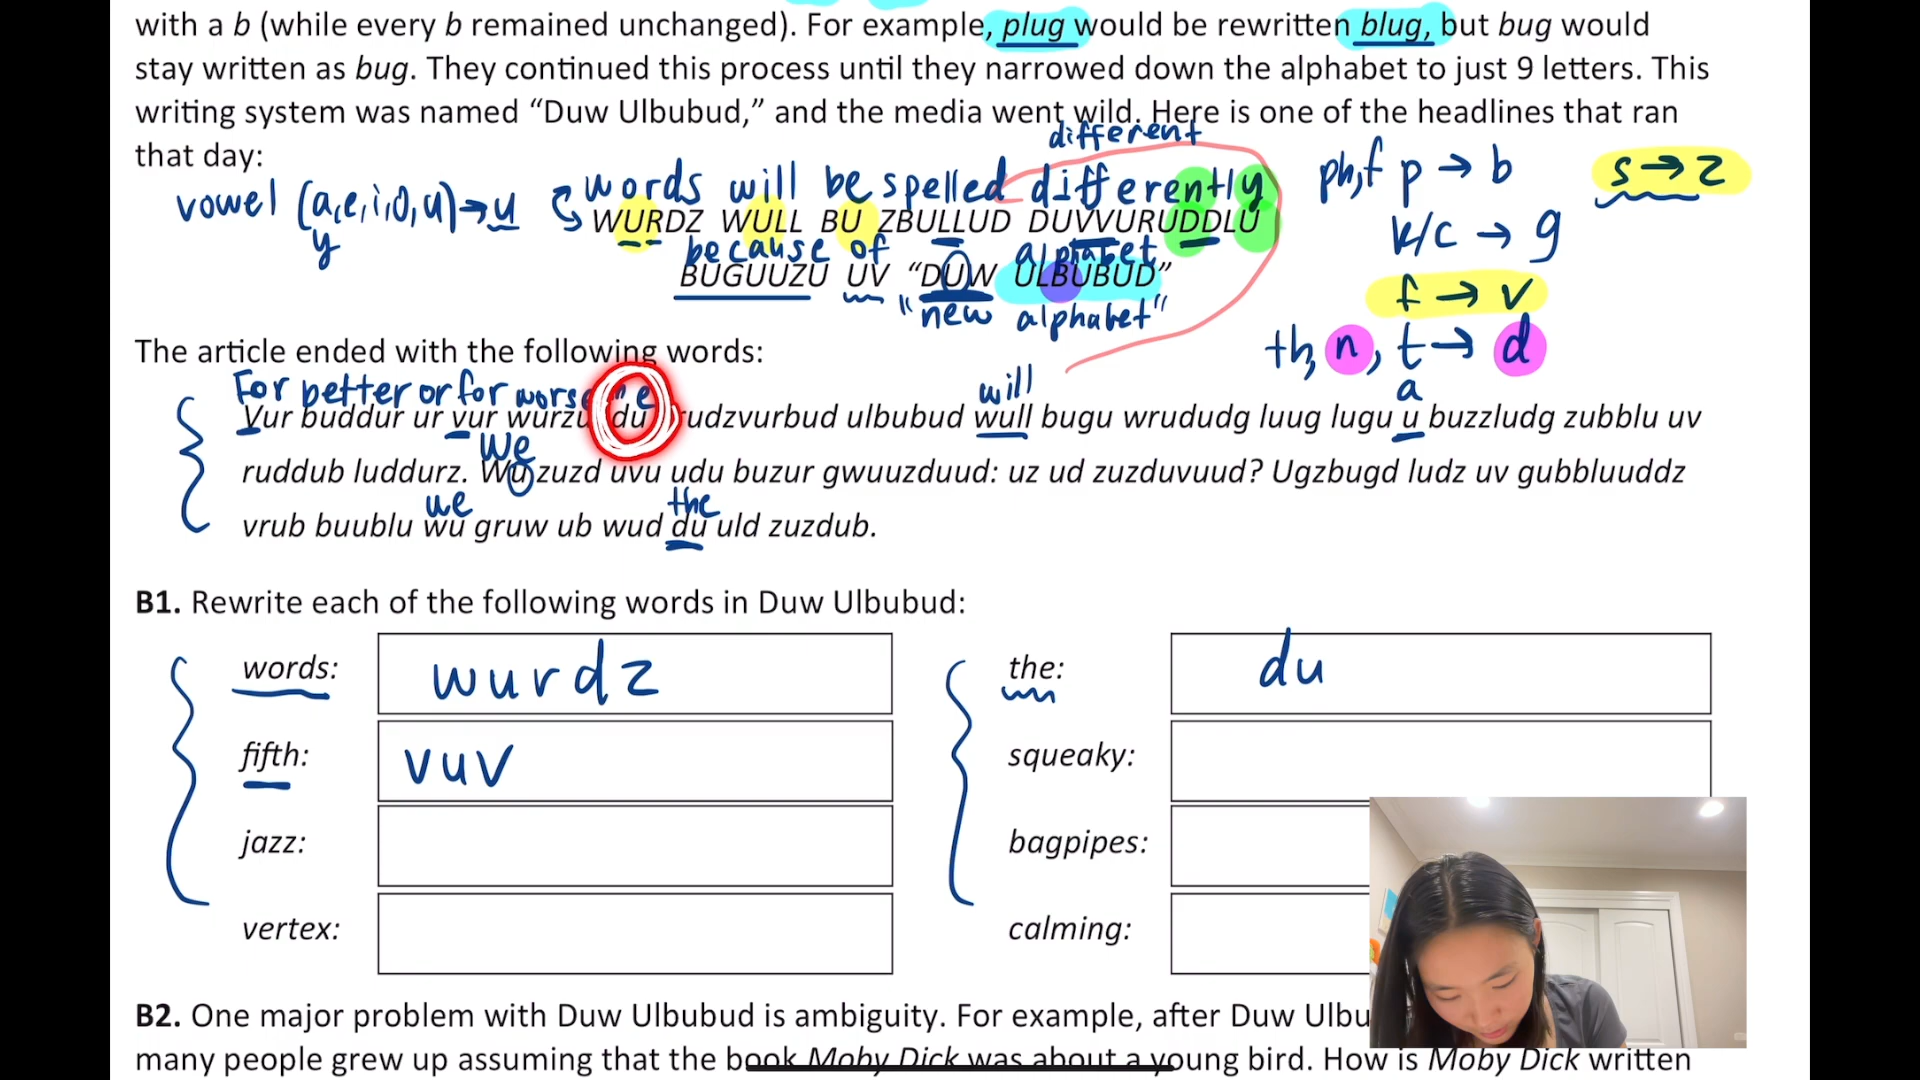 with a b (while every b remained unchanged). For example, plug would be rewritten blug, but bug would
stay written as bug. They continued this process until they narrowed down the alphabet to just 9 letters. This
writing system was named “Duw Ulbubud,” and the media went wild. Here is one of the headlines that ran
that day:
different
ph,f p → b
s → z
vowel (a,e,i,o,u) → u
y
words will be spelled differently
k/c → g
WURDZ WULL BU ZBULLUD DUVVURUDDLU
because of alphabet
f → v
BUGUUZU UV “DUW ULBUBUD”
"new alphabet"
th, n, t → d
The article ended with the following words:
For better or for worse
will
a
Vur buddur ur vur wurzu du udzvurbud ulbubud wull bugu wrududg luug lugu u buzzludg zubblu uv
We
ruddub luddurz. Wu zuzd uvu udu buzur gwuuzduud: uz ud zuzduvuud? Ugzbugd ludz uv gubbluuddz
we
the
vrub buublu wu gruw ub wud du uld zuzdub.
B1. Rewrite each of the following words in Duw Ulbubud:
words: wurdz
the: du
fifth: vuv
squeaky:
jazz:
bagpipes:
vertex:
calming:
B2. One major problem with Duw Ulbubud is ambiguity. For example, after Duw Ulbu
many people grew up assuming that the book Moby Dick was about a young bird. How is Moby Dick written